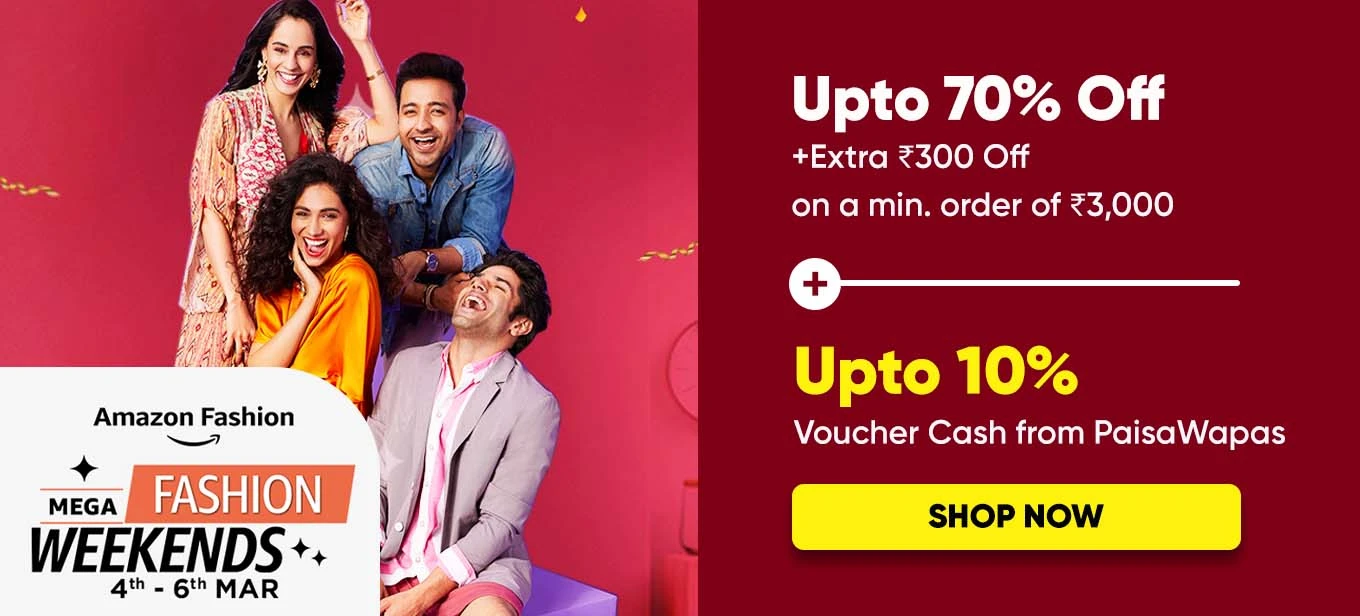 Amazon Fashion
MEGA FASHION
WEEKENDS
4th - 6th MAR
Upto 70% Off
+Extra ₹300 Off
on a min. order of ₹3,000
+
Upto 10%
Voucher Cash from PaisaWapas
SHOP NOW